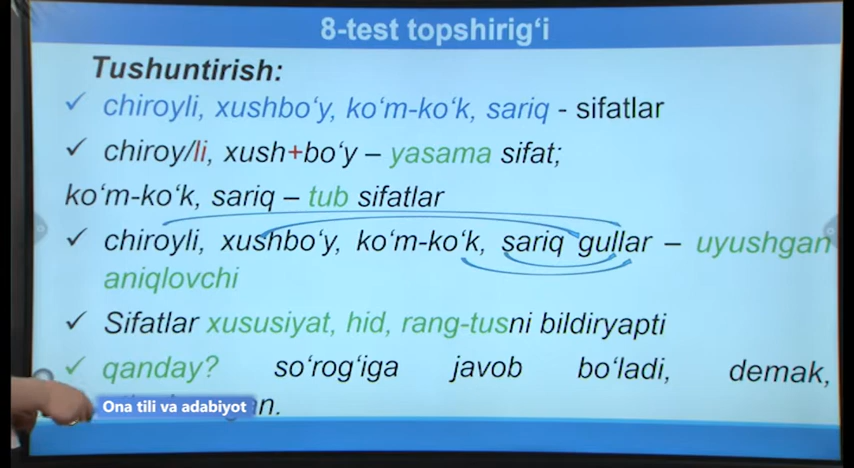 8-test topshirig‘i
Tushuntirish:
✓ chiroyli, xushbo‘y, ko‘m-ko‘k, sariq - sifatlar
✓ chiroy/li, xush+bo‘y – yasama sifat;
ko‘m-ko‘k, sariq – tub sifatlar
✓ chiroyli, xushbo‘y, ko‘m-ko‘k, sariq gullar – uyushgan
aniqlovchi
✓ Sifatlar xususiyat, hid, rang-tusni bildiryapti
✓ qanday? so‘rog‘iga javob bo‘ladi, demak,
Ona tili va adabiyot